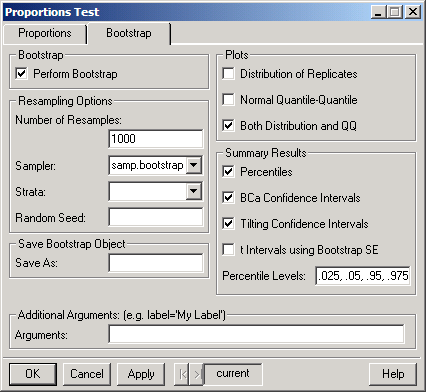 Proportions Test
Proportions
Bootstrap
Bootstrap
Perform Bootstrap
Resampling Options
Number of Resamples:
1000
Sampler:
samp.bootstrap
Strata:
Random Seed:
Save Bootstrap Object
Save As:
Plots
Distribution of Replicates
Normal Quantile-Quantile
Both Distribution and QQ
Summary Results
Percentiles
BCa Confidence Intervals
Tilting Confidence Intervals
t Intervals using Bootstrap SE
Percentile Levels:
.025, .05, .95, .975
Additional Arguments: (e.g. label='My Label')
Arguments:
OK
Cancel
Apply
current
Help